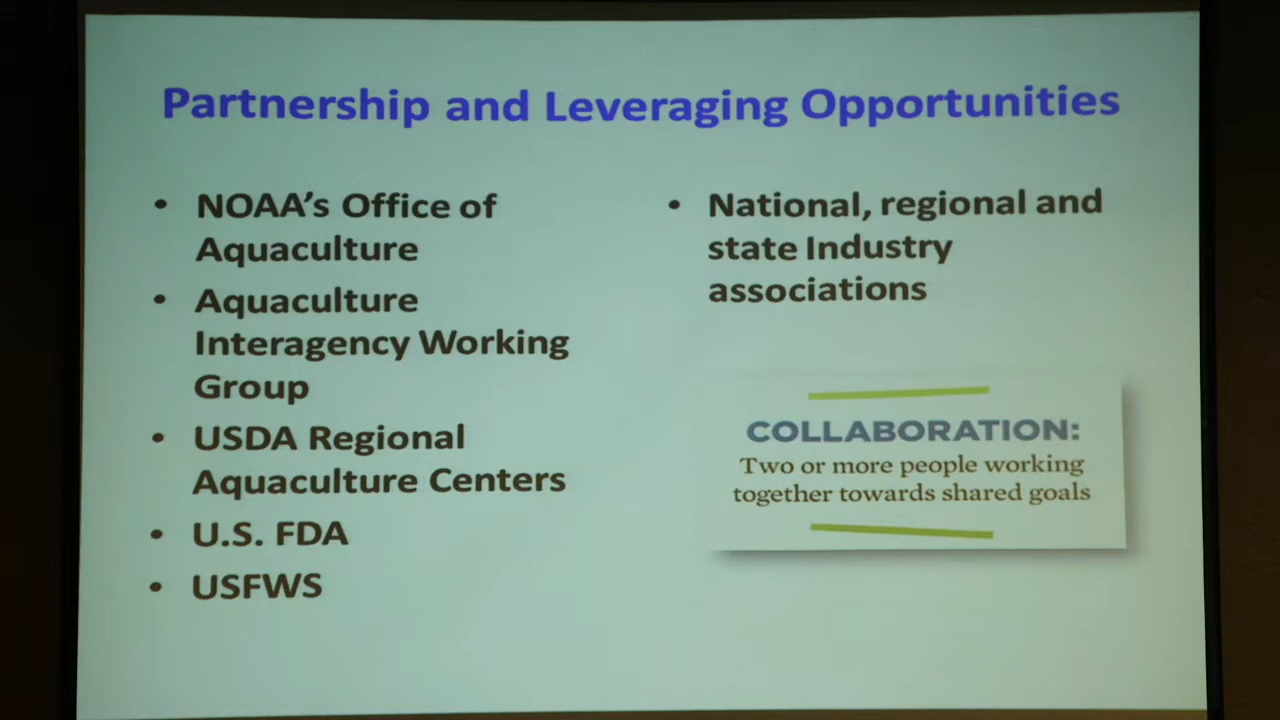 Partnership and Leveraging Opportunities
• NOAA's Office of
Aquaculture
• Aquaculture
Interagency Working
Group
• USDA Regional
Aquaculture Centers
• U.S. FDA
• USFWS
• National, regional and
state Industry
associations
COLLABORATION:
Two or more people working
together towards shared goals